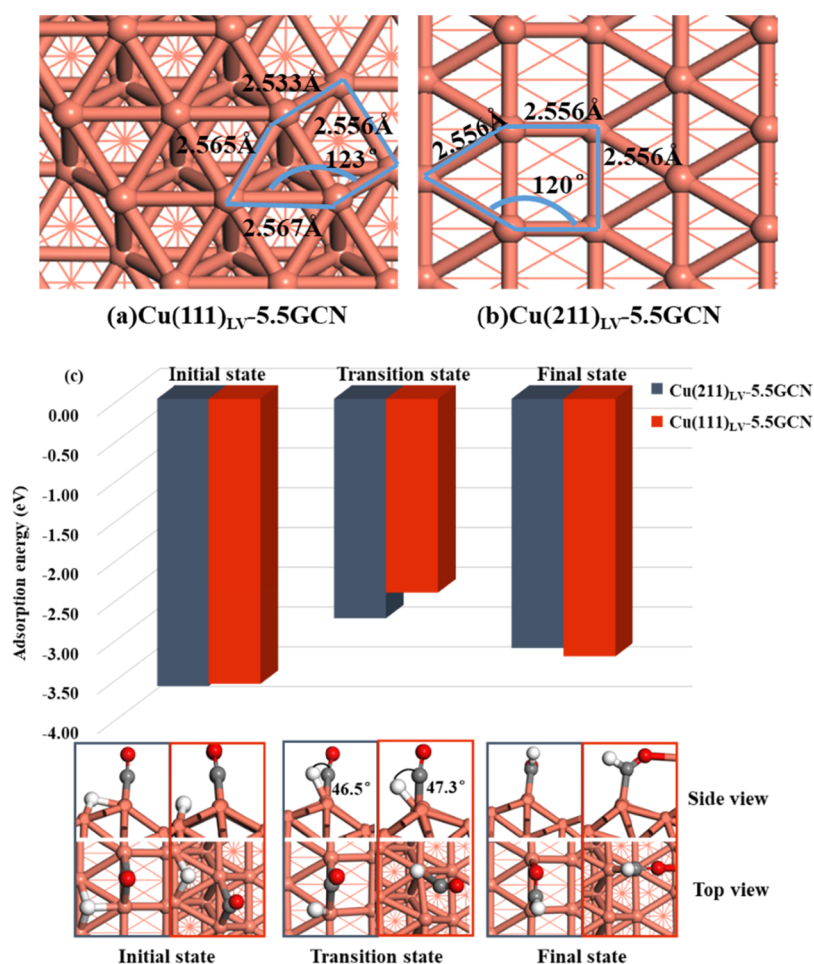 2.533Å
2.565Å
2.556Å
123°
2.567Å
2.556Å
2.556Å
2.556Å
120°
(a)Cu(111)LV-5.5GCN
(b)Cu(211)LV-5.5GCN
(c)
Initial state
Transition state
Final state
Cu(211)LV-5.5GCN
Cu(111)LV-5.5GCN
Adsorption energy (eV)
0.00
-0.50
-1.00
-1.50
-2.00
-2.50
-3.00
-3.50
-4.00
46.5°
47.3°
Side view
Top view
Initial state
Transition state
Final state